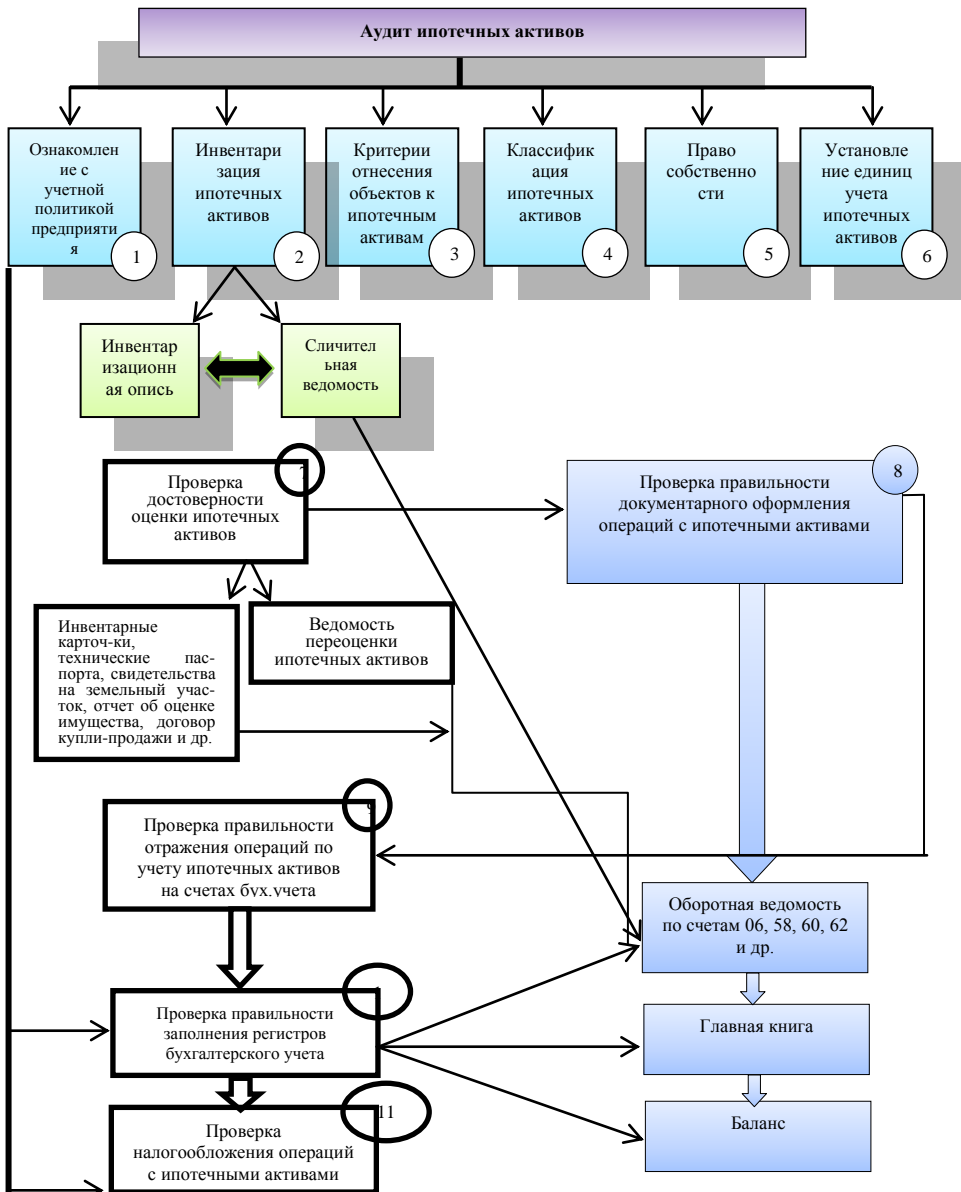 Аудит ипотечных активов
Ознакомлен
ие с
учетной
политикой
предприяти
я
1
Инвентари
зация
ипотечных
активов
2
Критерии
отнесения
объектов к
ипотечным
активам
3
Классифик
ация
ипотечных
активов
4
Право
собственно
сти
5
Установле
ние единиц
учета
ипотечных
активов
6
Инвентар
изационн
ая опись
Сличител
ьная
ведомость
7
Проверка
достоверности
оценки ипотечных
активов
8
Проверка правильности
документарного оформления
операций с ипотечными активами
Инвентарные
карточ-ки,
технические пас-
порта, свидетельства
на земельный учас-
ток, отчет об оценке
имущества, договор
купли-продажи и др.
Ведомость
переоценки
ипотечных активов
9
Проверка правильности
отражения операций по
учету ипотечных активов
на счетах бух.учета
Оборотная ведомость
по счетам 06, 58, 60, 62
и др.
Проверка правильности
заполнения регистров
бухгалтерского учета
Главная книга
11
Проверка
налогообложения операций
с ипотечными активами
Баланс